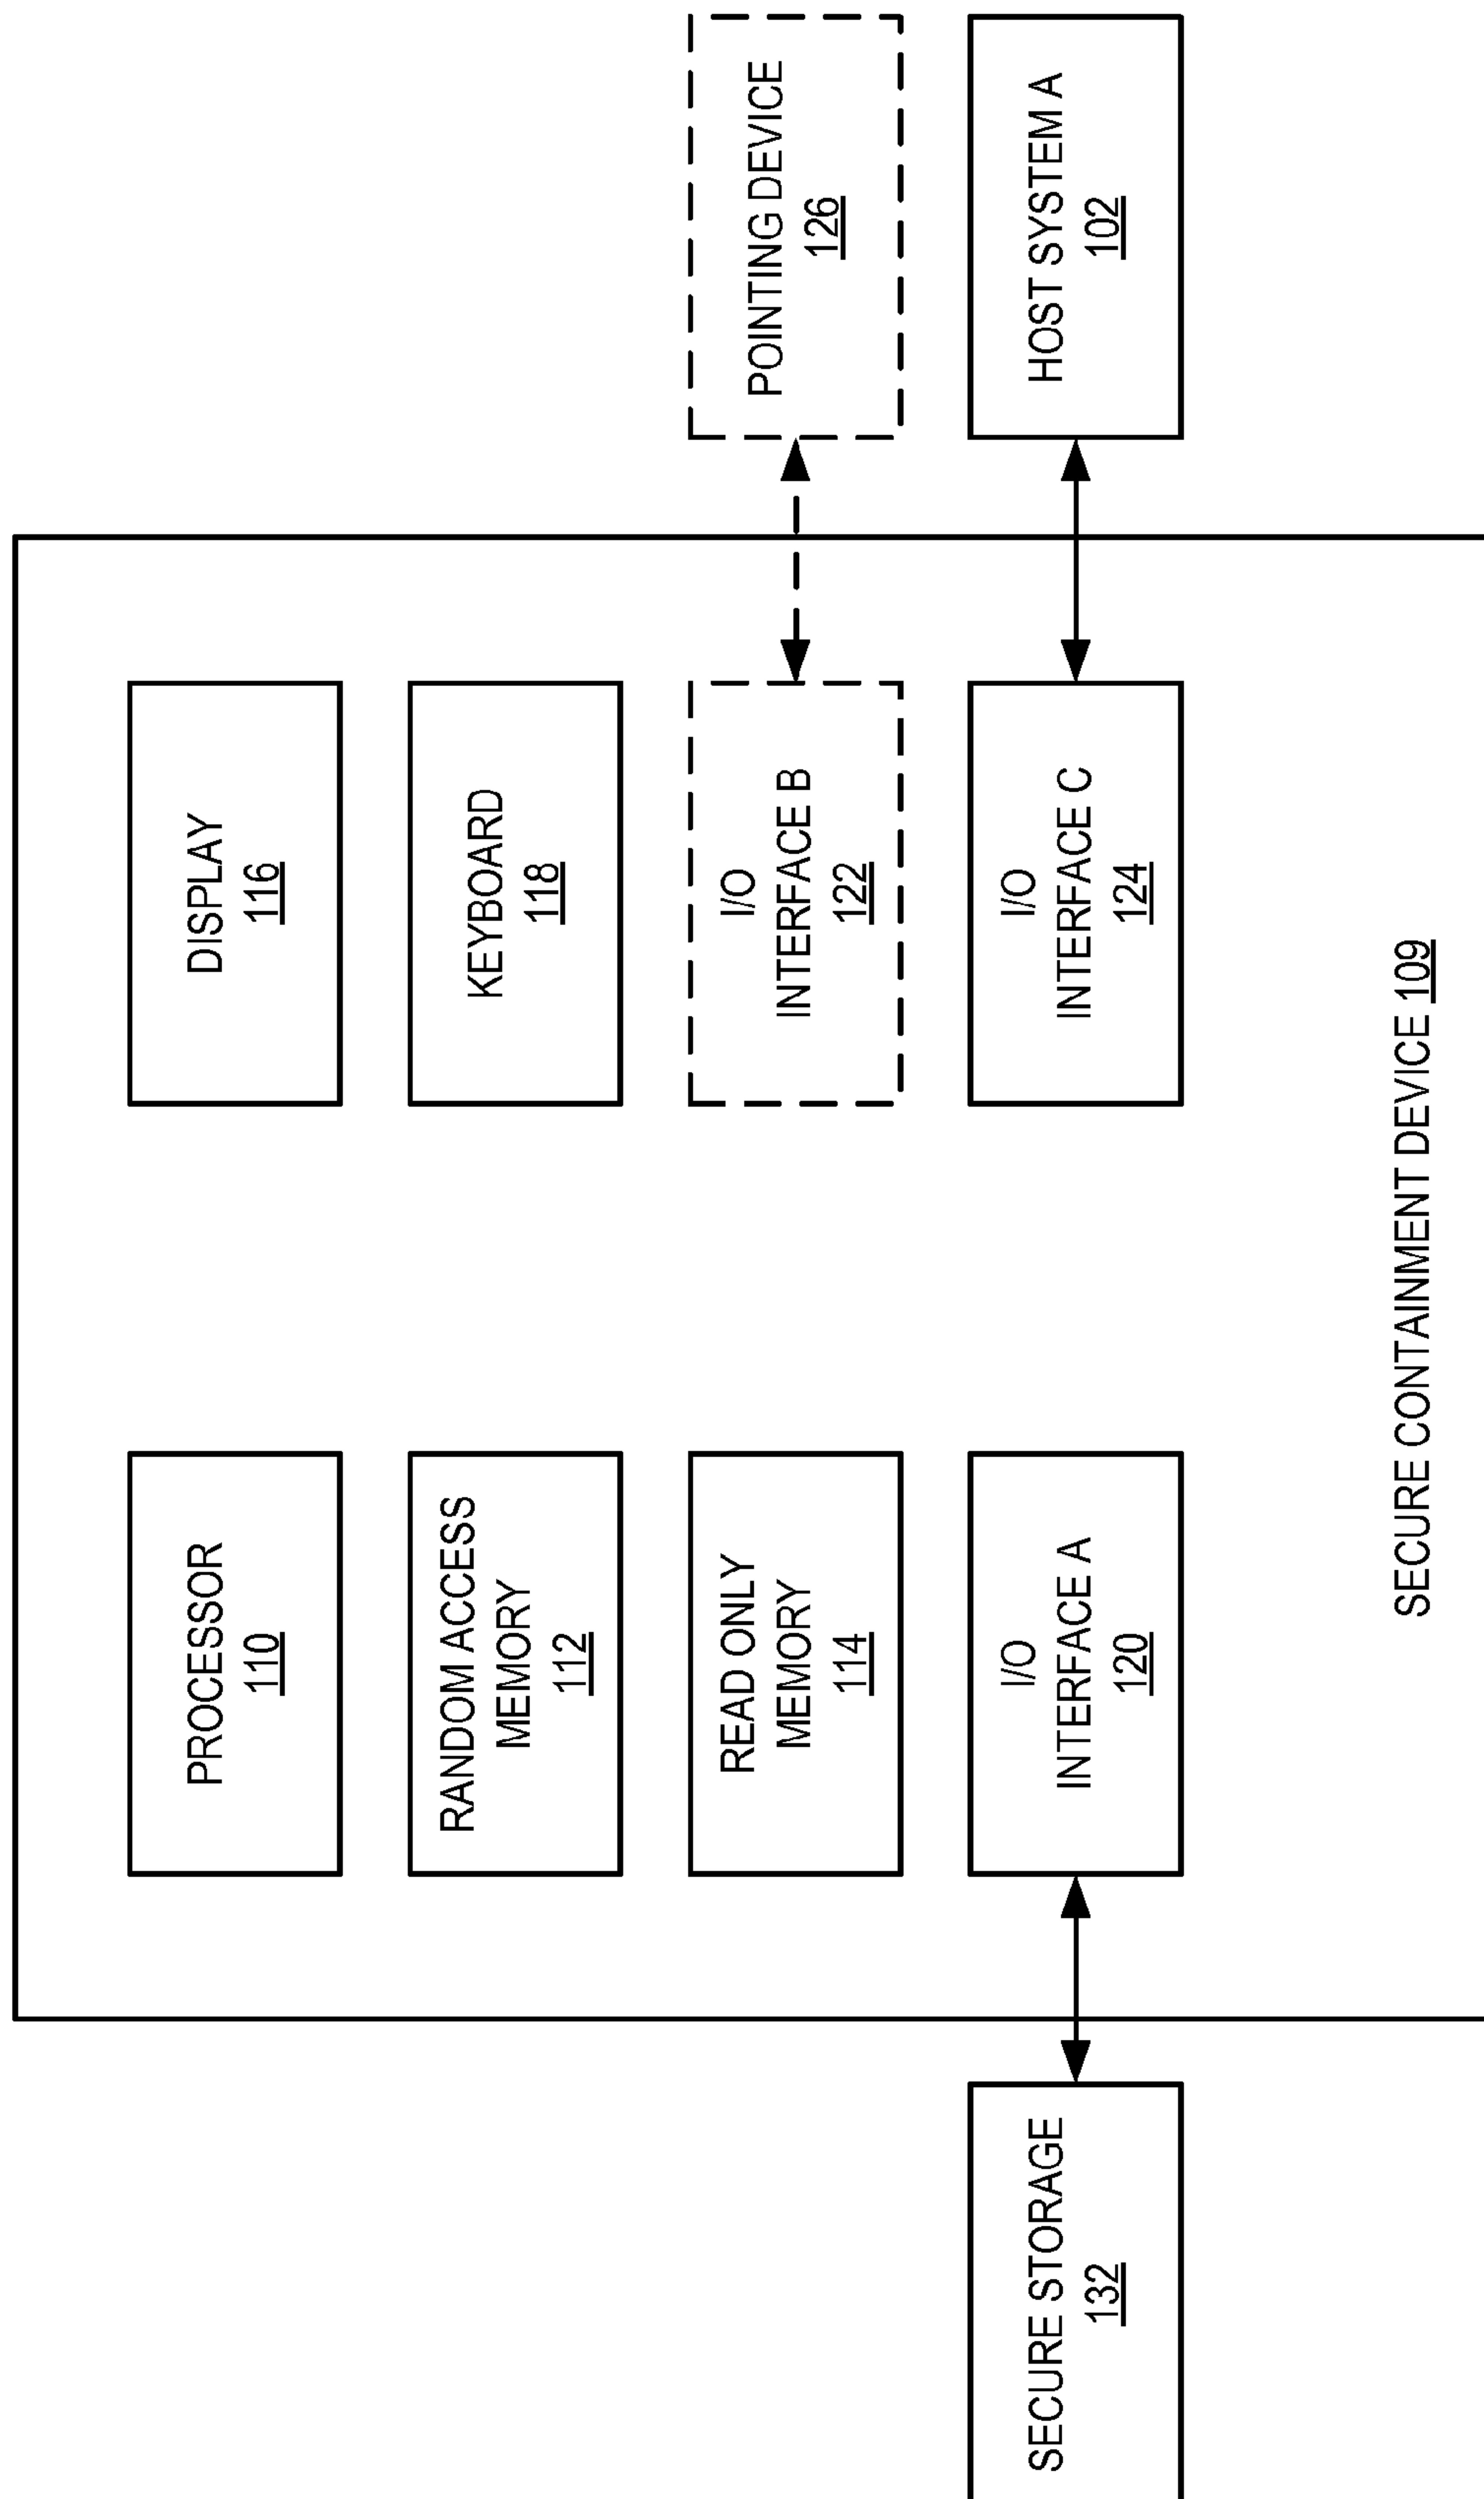 PROCESSOR
110
DISPLAY
116
RANDOM ACCESS
MEMORY
112
KEYBOARD
118
READ ONLY
MEMORY
114
I/O
INTERFACE B
122
POINTING DEVICE
126
SECURE STORAGE
132
I/O
INTERFACE A
120
I/O
INTERFACE C
124
HOST SYSTEM A
102
SECURE CONTAINMENT DEVICE 109